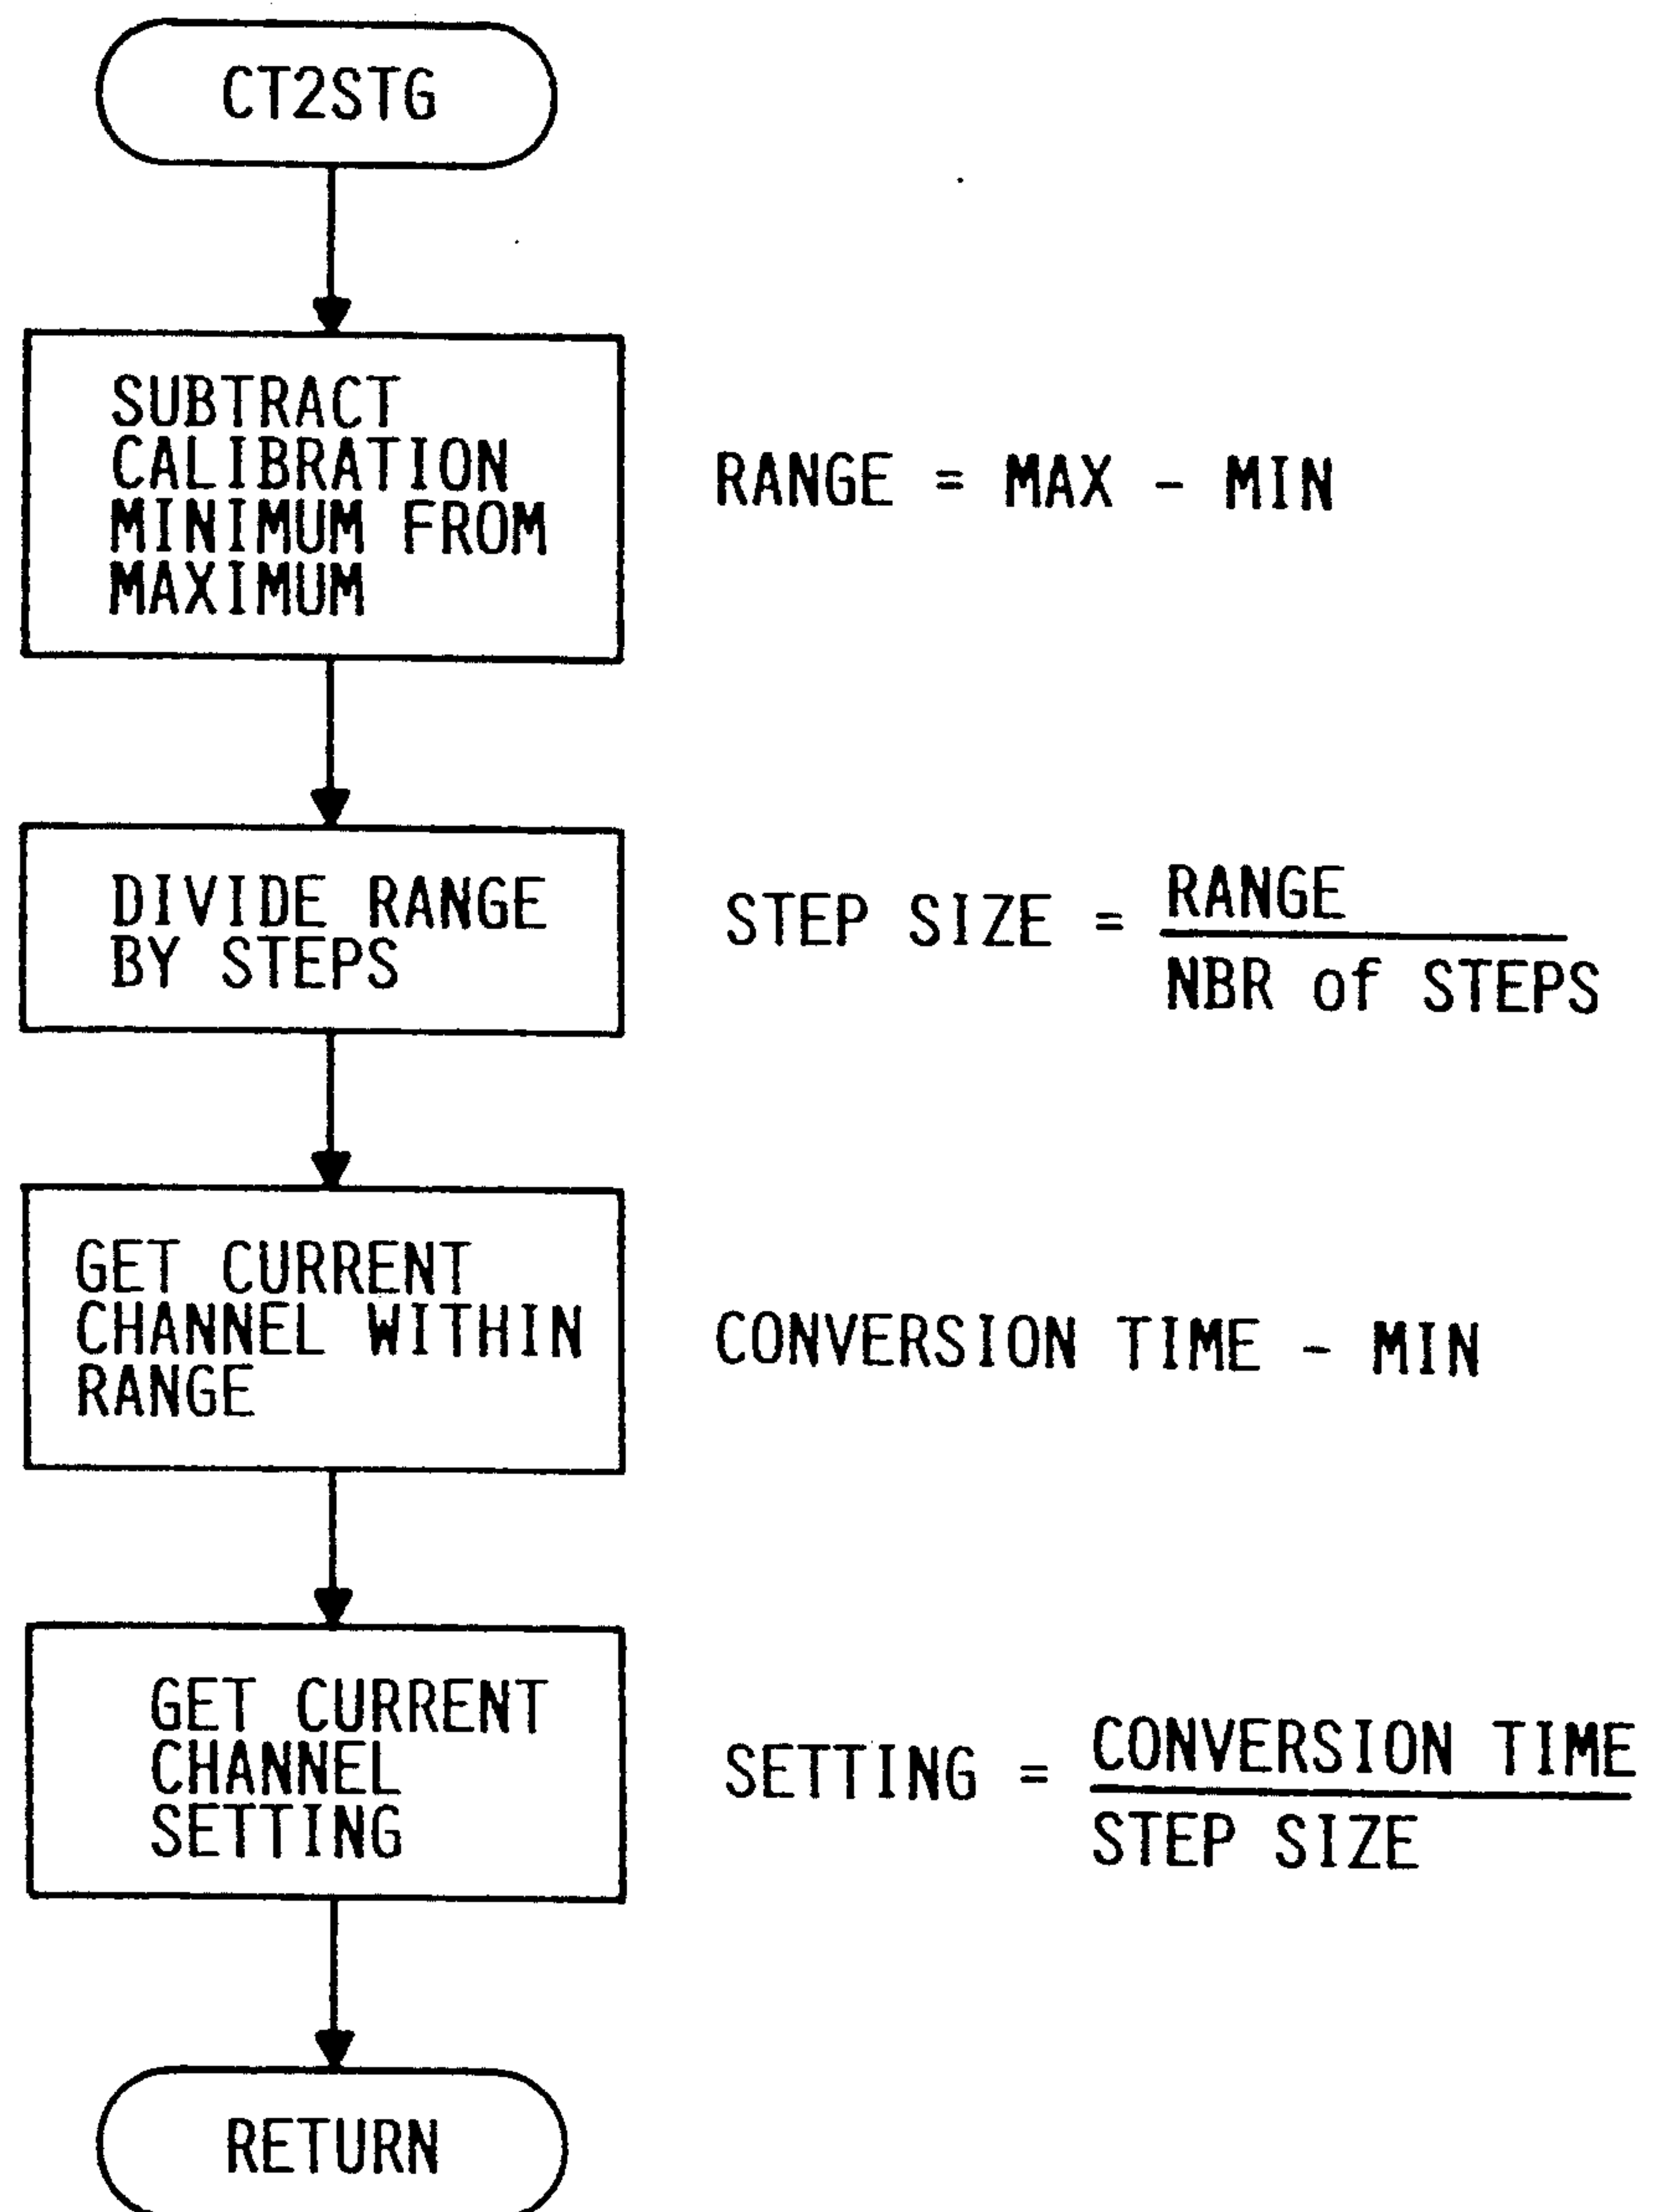 CT2STG
SUBTRACT
CALIBRATION
MINIMUM FROM
MAXIMUM
RANGE = MAX - MIN
DIVIDE RANGE
BY STEPS
STEP SIZE = RANGE
NBR of STEPS
GET CURRENT
CHANNEL WITHIN
RANGE
CONVERSION TIME - MIN
GET CURRENT
CHANNEL
SETTING
SETTING = CONVERSION TIME
STEP SIZE
RETURN